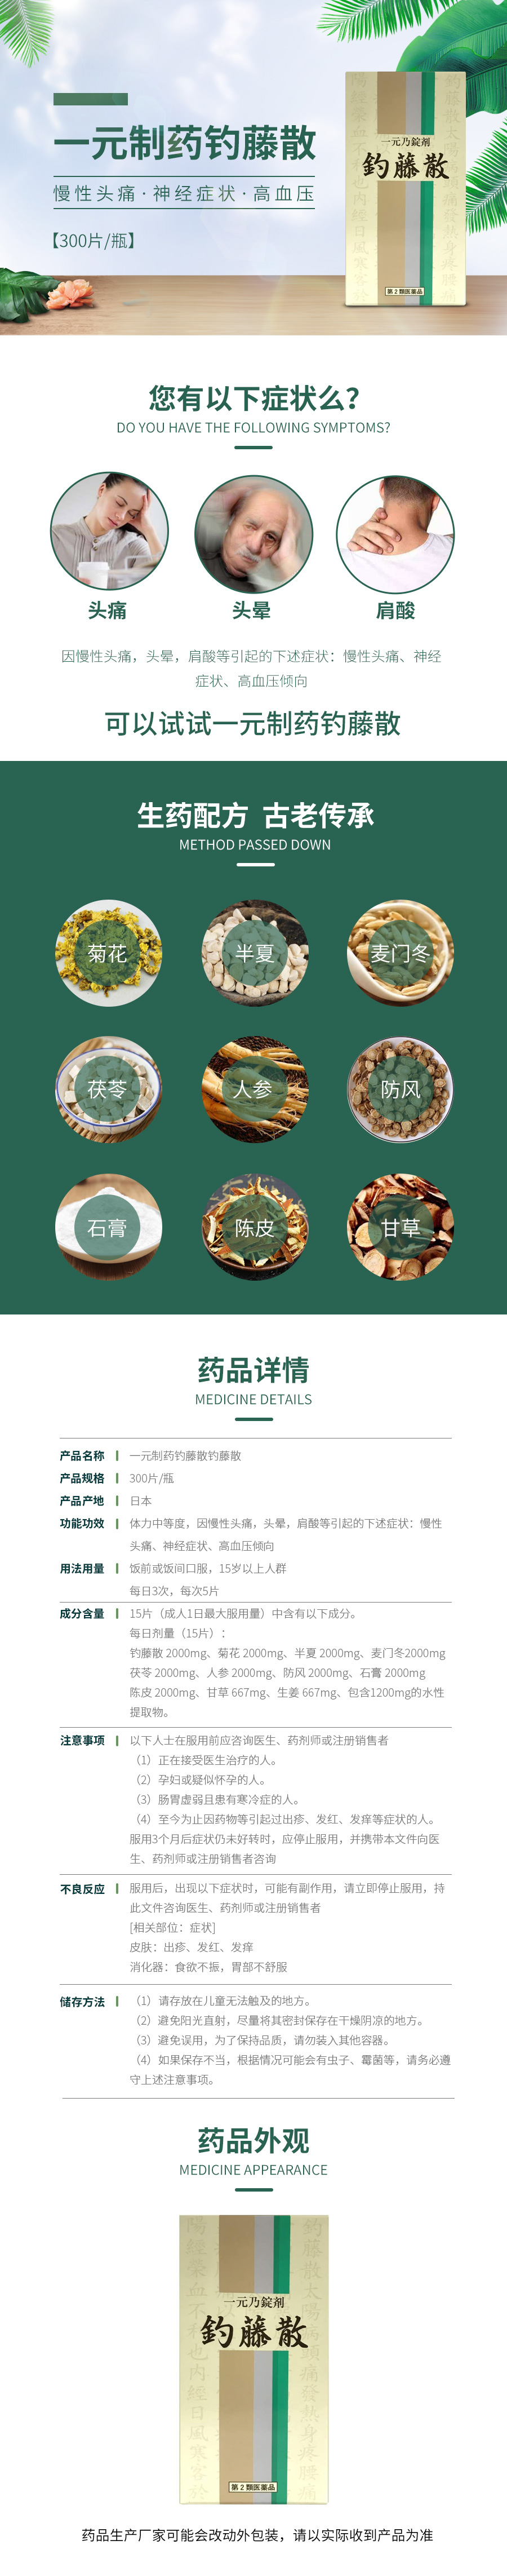 一元制药钓藤散
慢性头痛·神经症状·高血压
【300片/瓶】
一元乃錠剤
釣藤散
第2類医薬品
您有以下症状么?
DO YOU HAVE THE FOLLOWING SYMPTOMS?
头痛
头晕
肩酸
因慢性头痛，头晕，肩酸等引起的下述症状：慢性头痛、神经
症状、高血压倾向
可以试试一元制药钓藤散
生药配方 古老传承
METHOD PASSED DOWN
菊花
半夏
麦门冬
茯苓
人参
防风
石膏
陈皮
甘草
药品详情
MEDICINE DETAILS
产品名称 一元制药钓藤散钓藤散
产品规格 300片/瓶
产品产地 日本
功能功效 体力中等度，因慢性头痛，头晕，肩酸等引起的下述症状：慢性
头痛、神经症状、高血压倾向
用法用量 饭前或饭间口服，15岁以上人群
每日3次，每次5片
成分含量 15片（成人1日最大服用量）中含有以下成分。
每日剂量（15片）：
钓藤散 2000mg、菊花 2000mg、半夏 2000mg、麦门冬2000mg
茯苓 2000mg、人参 2000mg、防风 2000mg、石膏 2000mg
陈皮 2000mg、甘草 667mg、生姜 667mg、包含1200mg的水性
提取物。
注意事项 以下人士在服用前应咨询医生、药剂师或注册销售者
（1）正在接受医生治疗的人。
（2）孕妇或疑似怀孕的人。
（3）肠胃虚弱且患有寒冷症的人。
（4）至今为止因药物等引起过出疹、发红、发痒等症状的人。
服用3个月后症状仍未好转时，应停止服用，并携带本文件向医
生、药剂师或注册销售者咨询
不良反应 服用后，出现以下症状时，可能有副作用，请立即停止服用，持
此文件咨询医生、药剂师或注册销售者
[相关部位：症状]
皮肤：出疹、发红、发痒
消化器：食欲不振，胃部不舒服
储存方法 （1）请存放在儿童无法触及的地方。
（2）避免阳光直射，尽量将其密封保存在干燥阴凉的地方。
（3）避免误用，为了保持品质，请勿装入其他容器。
（4）如果保存不当，根据情况可能会有虫子、霉菌等，请务必遵
守上述注意事项。
药品外观
MEDICINE APPEARANCE
一元乃錠剤
釣藤散
第2類医薬品
药品生产厂家可能会改动外包装，请以实际收到产品为准